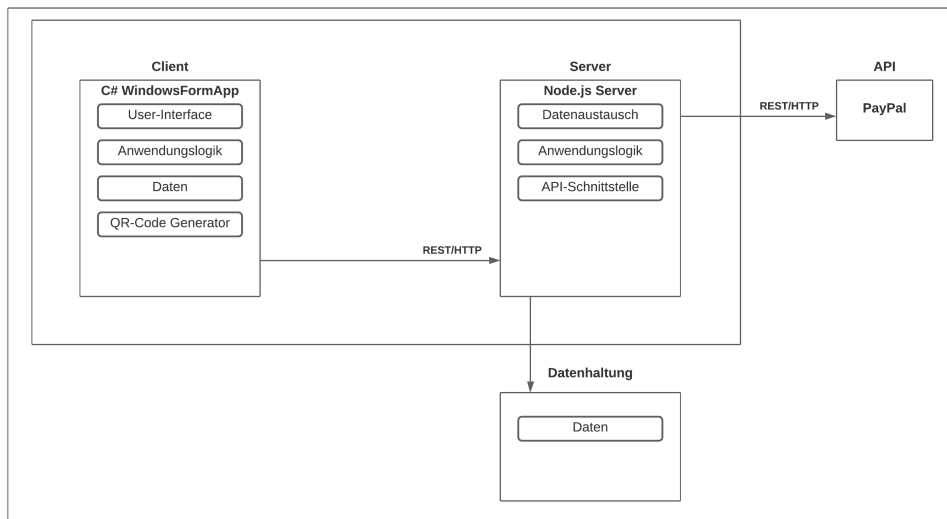 Client
C# WindowsFormApp
User-Interface
Anwendungslogik
Daten
QR-Code Generator
REST/HTTP
Server
Node.js Server
Datenaustausch
Anwendungslogik
API-Schnittstelle
REST/HTTP
API
PayPal
Datenhaltung
Daten